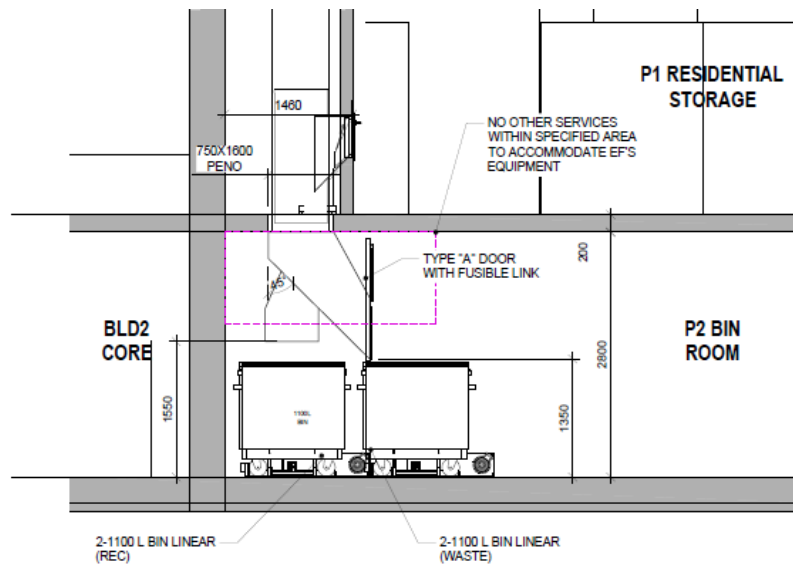 P1 RESIDENTIAL
STORAGE
1460
NO OTHER SERVICES
WITHIN SPECIFIED AREA
TO ACCOMMODATE EF'S
EQUIPMENT
750X1600
PENO
200
TYPE "A" DOOR
WITH FUSIBLE LINK
45°
BLD2
CORE
P2 BIN
ROOM
2800
1550
1350
1100L
BIN
2-1100 L BIN LINEAR
(REC)
2-1100 L BIN LINEAR
(WASTE)